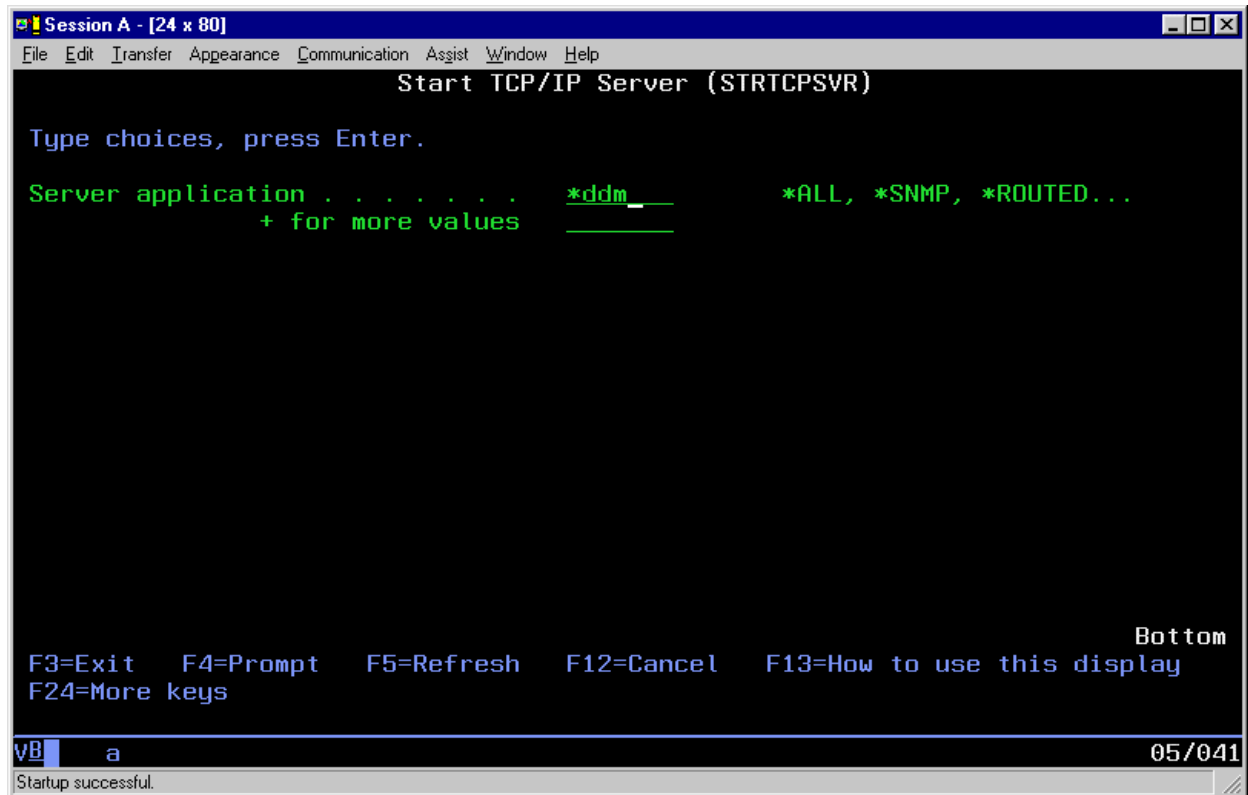 Session A - [24 x 80]
File Edit Transfer Appearance Communication Assist Window Help
Start TCP/IP Server (STRTCPSVR)
Type choices, press Enter.
Server application . . . . . . . *ddm_ *ALL, *SNMP, *ROUTED...
+ for more values
Bottom
F3=Exit F4=Prompt F5=Refresh F12=Cancel F13=How to use this display
F24=More keys
VB a 05/041
Startup successful.